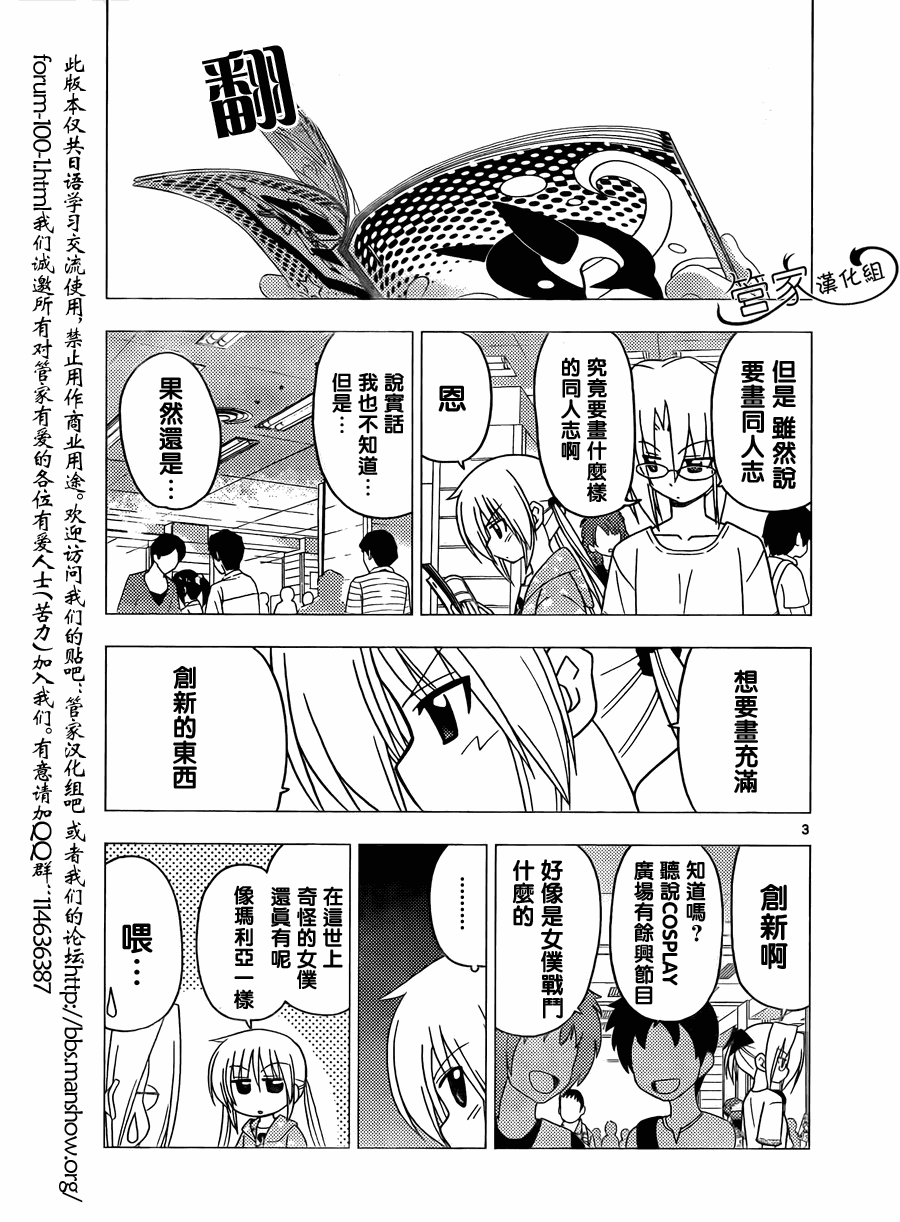 翻
管家漢化組
但是 雖然說
要畫同人志
究竟要畫什麼樣
的同人志啊
恩
說實話
我也不知道
但是…
果然還是…
想要畫充滿
創新的東西
3
創新啊
知道嗎？
聽說COSPLAY
廣場有餘興節目
好像是女僕戰鬥
什麼的
………
在這世上
奇怪的女僕
還真有呢
像瑪利亞一樣
喂…
此版本仅共日语学习交流使用，禁止用作商业用途。欢迎访问我们的贴吧：管家汉化组吧 或者我们的论坛http://bbs.manshow.org/
forum-100-1.html我们诚邀所有对管家有爱的各位有爱人士(苦力)加入我们。有意请加QQ群：114636387